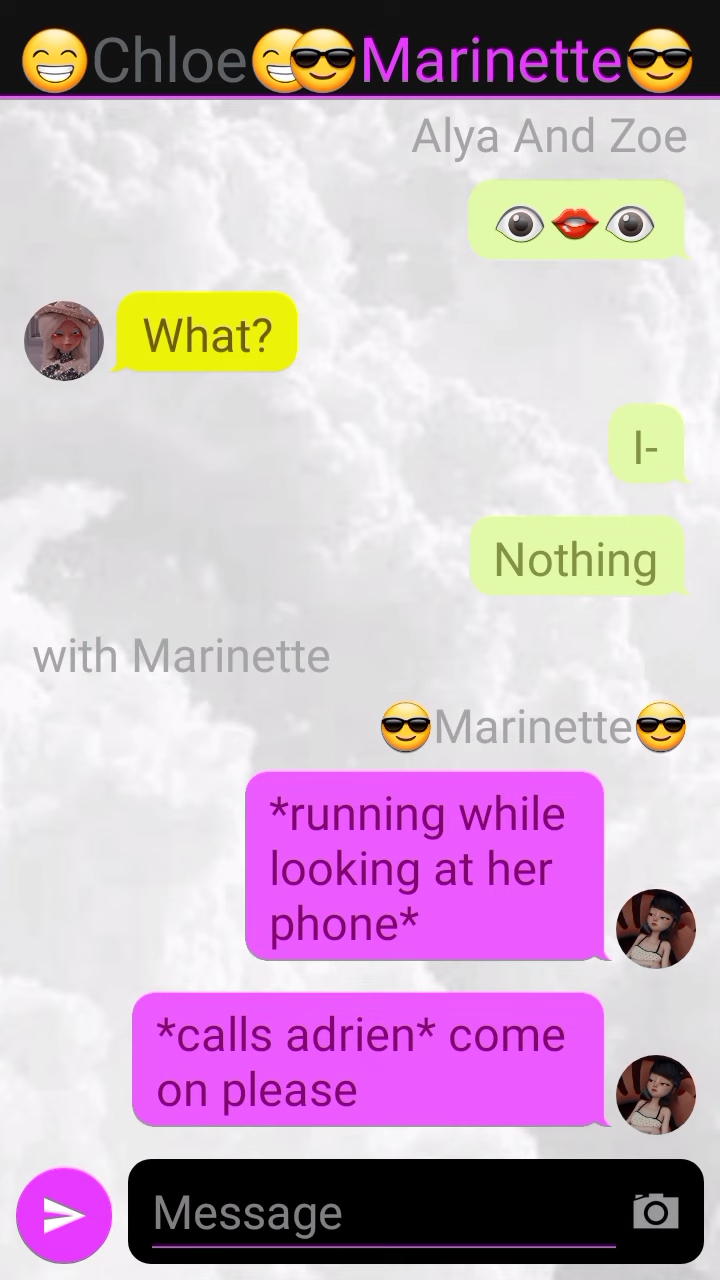 😁Chloe😁😎Marinette😎
Alya And Zoe
👁👄👁
What?
I-
Nothing
with Marinette
😎Marinette😎
*running while
looking at her
phone*
*calls adrien* come
on please
Message